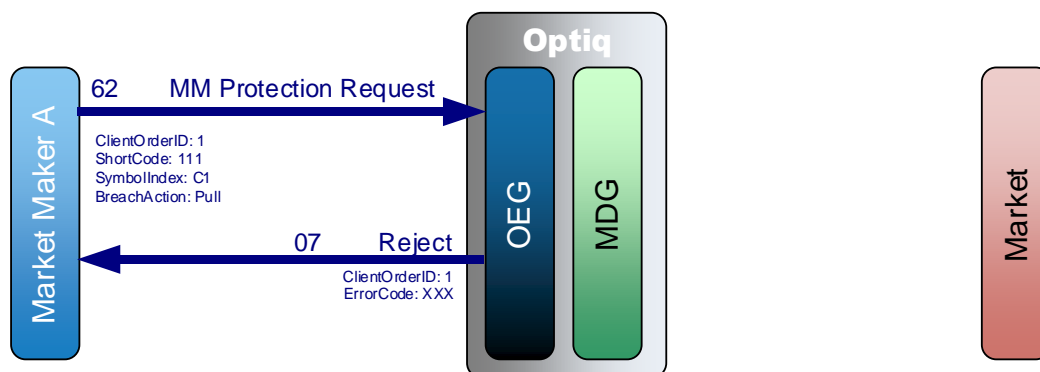 Optiq
62 MM Protection Request
ClientOrderID: 1
ShortCode: 111
SymbolIndex: C1
BreachAction: Pull
07 Reject
ClientOrderID: 1
ErrorCode: XXX
Market Maker A
OEG
MDG
Market